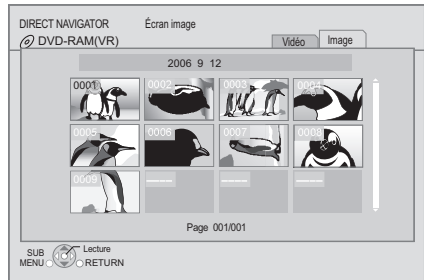 DIRECT NAVIGATOR Écran image
DVD-RAM(VR) Vidéo Image
2006 9 12
0001 0002 0003 0004
0005 0006 0007 0008
0009 ---- ---- ----
Page 001/001
SUB MENU Lecture RETURN